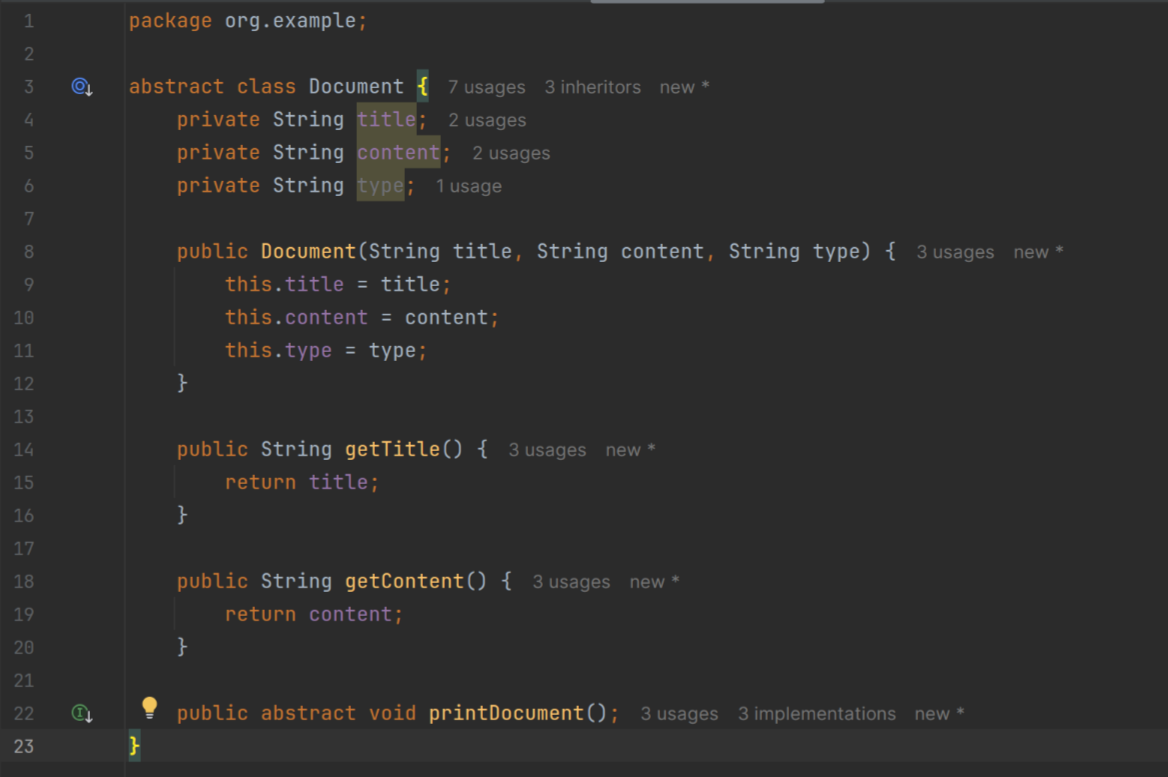 1 package org.example;
2
3 abstract class Document { 7 usages 3 inheritors new *
4 private String title; 2 usages
5 private String content; 2 usages
6 private String type; 1 usage
7
8 public Document(String title, String content, String type) { 3 usages new *
9 this.title = title;
10 this.content = content;
11 this.type = type;
12 }
13
14 public String getTitle() { 3 usages new *
15 return title;
16 }
17
18 public String getContent() { 3 usages new *
19 return content;
20 }
21
22 public abstract void printDocument(); 3 usages 3 implementations new *
23 }